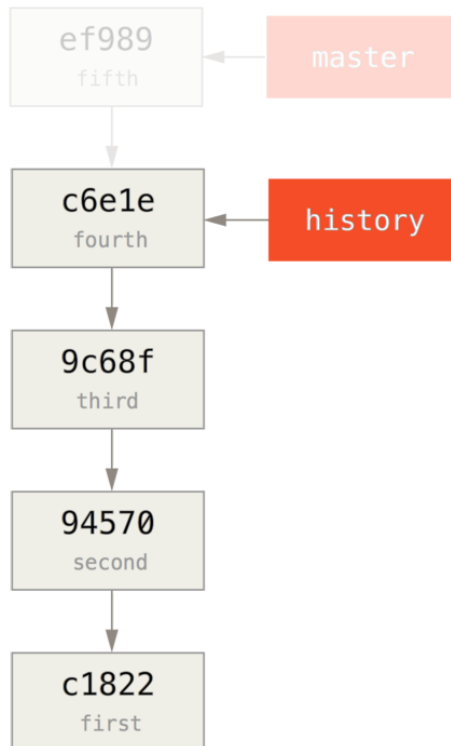 ef989
fifth
master
c6e1e
fourth
history
9c68f
third
94570
second
c1822
first